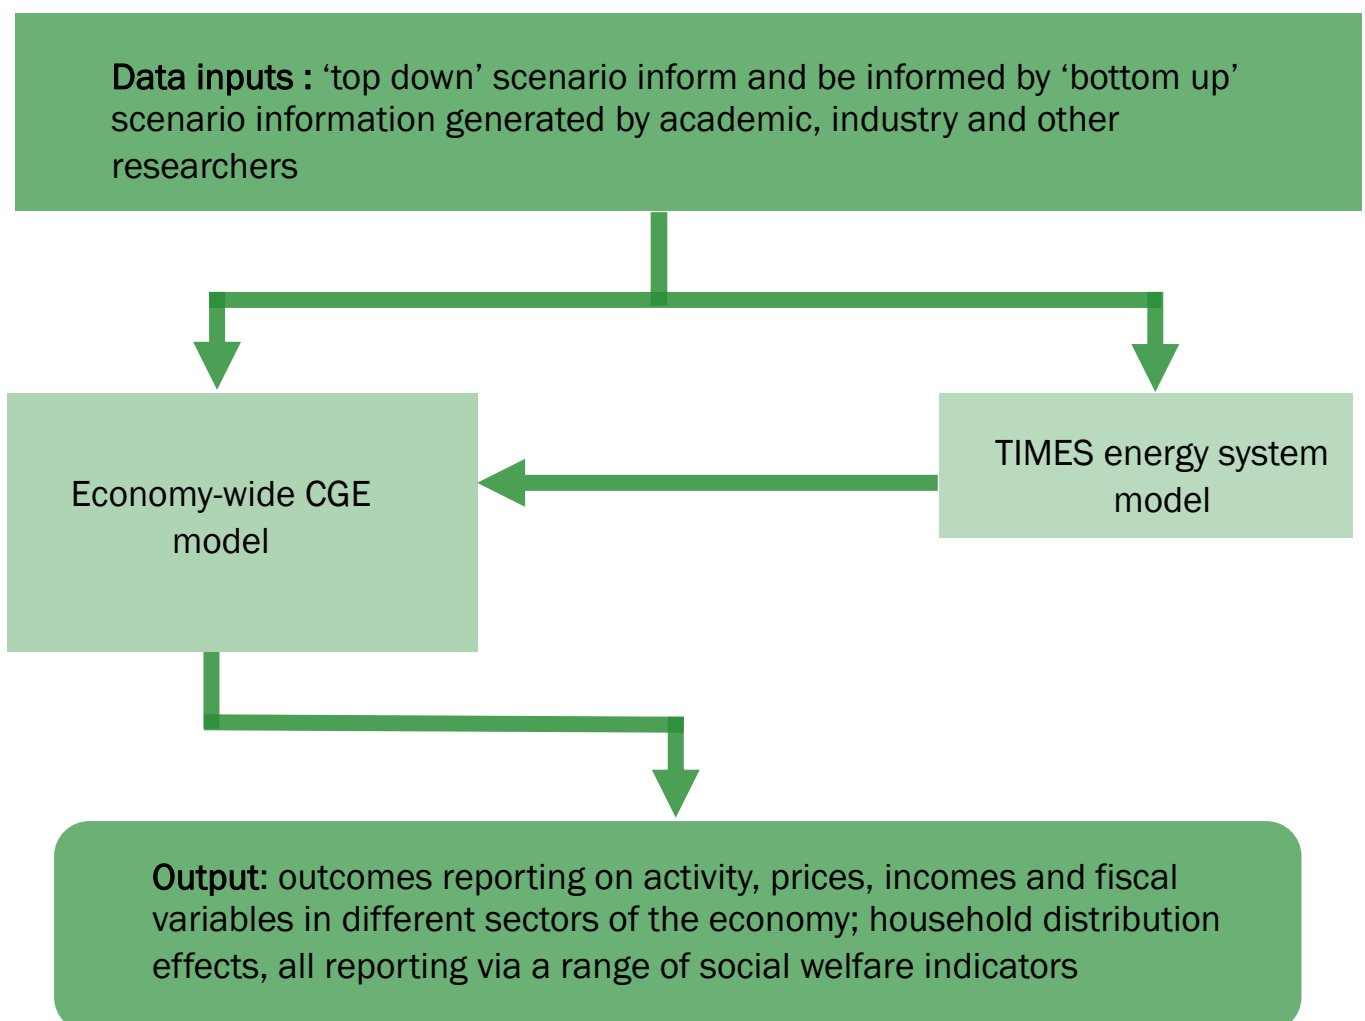 Data inputs : ‘top down’ scenario inform and be informed by ‘bottom up’
scenario information generated by academic, industry and other
researchers
Economy-wide CGE
model
TIMES energy system
model
Output: outcomes reporting on activity, prices, incomes and fiscal
variables in different sectors of the economy; household distribution
effects, all reporting via a range of social welfare indicators